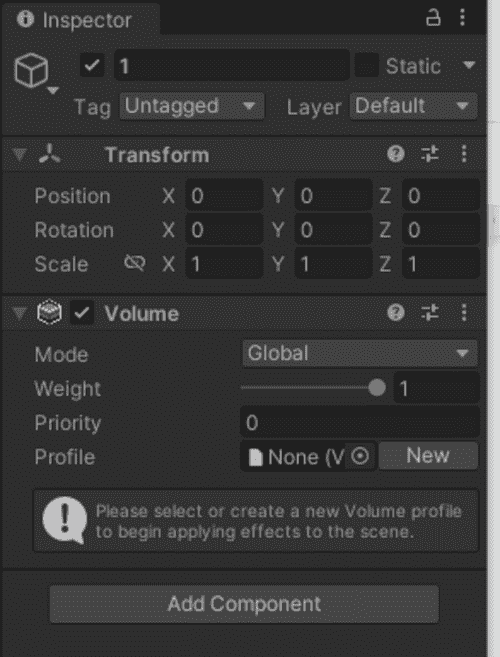 Inspector
1 Static
Tag Untagged Layer Default
Transform
Position X 0 Y 0 Z 0
Rotation X 0 Y 0 Z 0
Scale X 1 Y 1 Z 1
Volume
Mode Global
Weight 1
Priority 0
Profile None (V New
Please select or create a new Volume profile
to begin applying effects to the scene.
Add Component